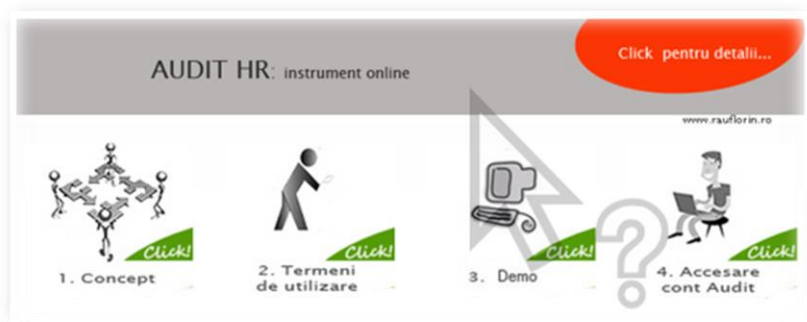 AUDIT HR: instrument online
Click pentru detalii...
www.rauflorin.ro
Click!
1. Concept
Click!
2. Termeni
de utilizare
Click!
3. Demo
Click!
4. Accesare
cont Audit